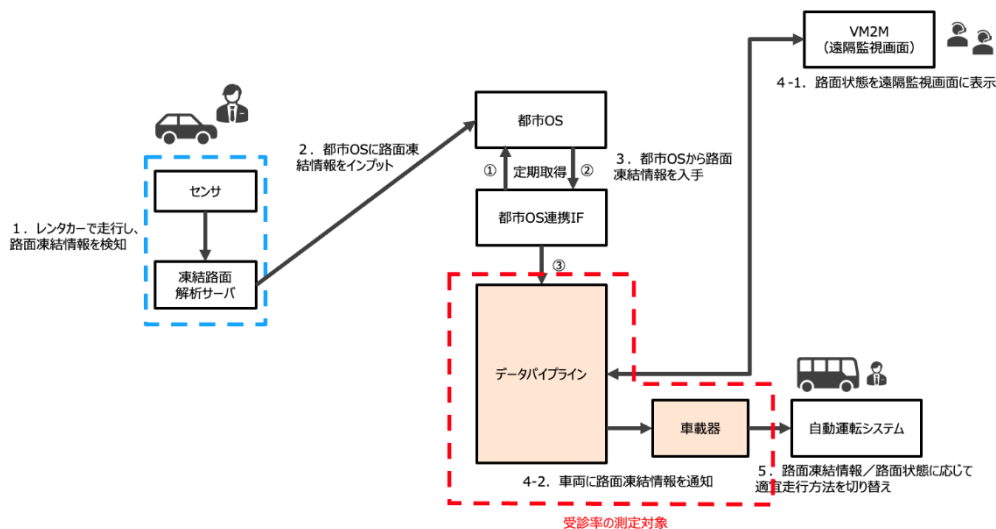 VM2M
(遠隔監視画面)
4-1．路面状態を遠隔監視画面に表示
都市OS
2．都市OSに路面凍
結情報をインプット
①
定期取得
②
3．都市OSから路面
凍結情報を入手
センサ
都市OS連携IF
1．レンタカーで走行し、
路面凍結情報を検知
③
凍結路面
解析サーバ
データパイプライン
車載器
自動運転システム
4-2．車両に路面凍結情報を通知
5．路面凍結情報／路面状態に応じて
適宜走行方法を切り替え
受診率の測定対象